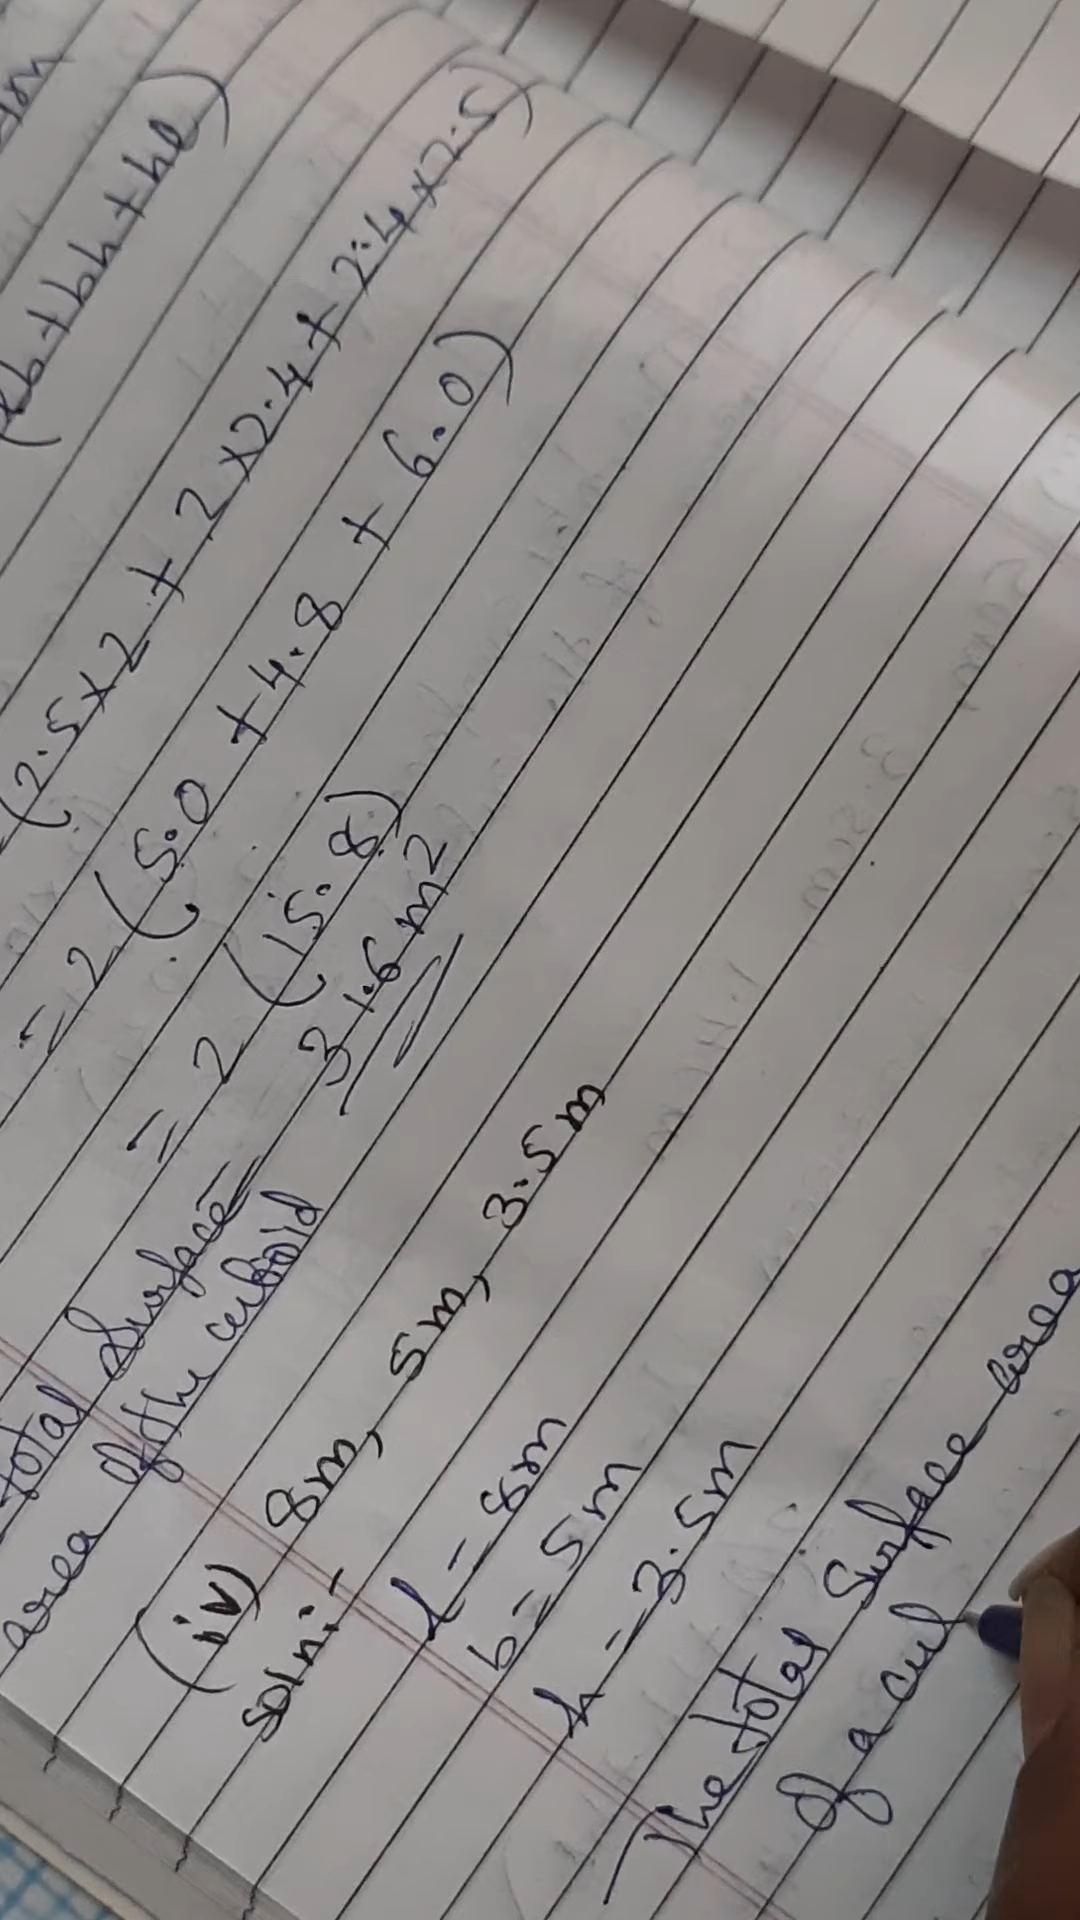 (lb + bh + hl)
(2.5 x 2 + 2 x 2.4 + 2.4 x 2.5)
= 2 (5.0 + 4.8 + 6.0)
= 2 (15.8)
total Surface = 31.6 m2
area of the cuboid
(iv) 8m, 5m, 3.5m
soln:-
l = 8m
b = 5m
h = 3.5m
The total Surface area
of a cu